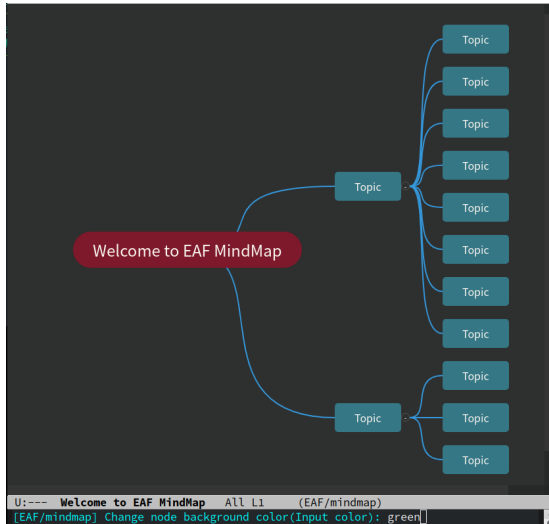 Topic
Topic
Topic
Topic
Topic
Topic
Topic
Topic
Topic
Welcome to EAF MindMap
Topic
Topic
Topic
Topic
U:--- Welcome to EAF MindMap All L1 (EAF/mindmap)
[EAF/mindmap] Change node background color(Input color): green